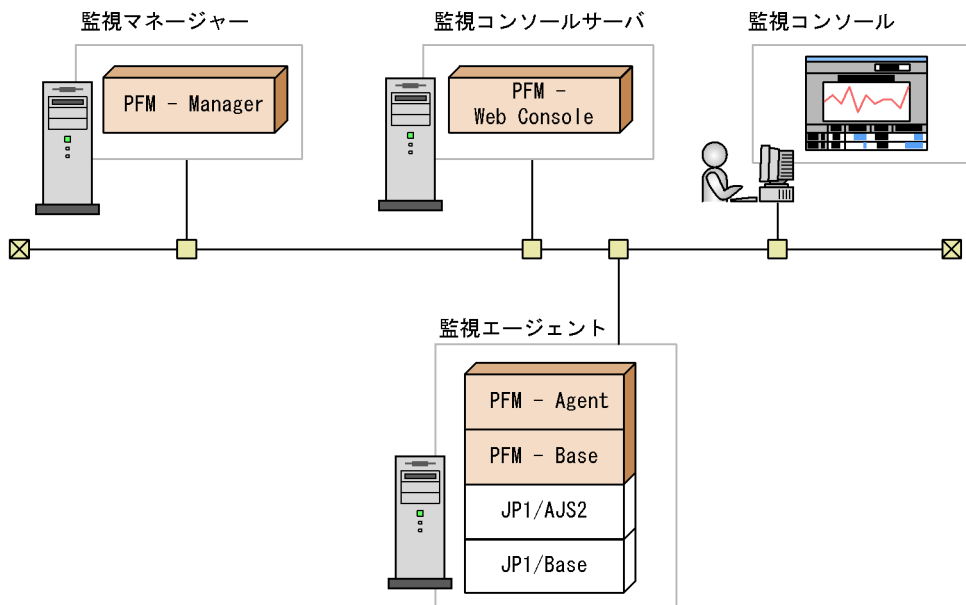 監視マネージャー
監視コンソールサーバ
監視コンソール
PFM - Manager
PFM -
Web Console
監視エージェント
PFM - Agent
PFM - Base
JP1/AJS2
JP1/Base